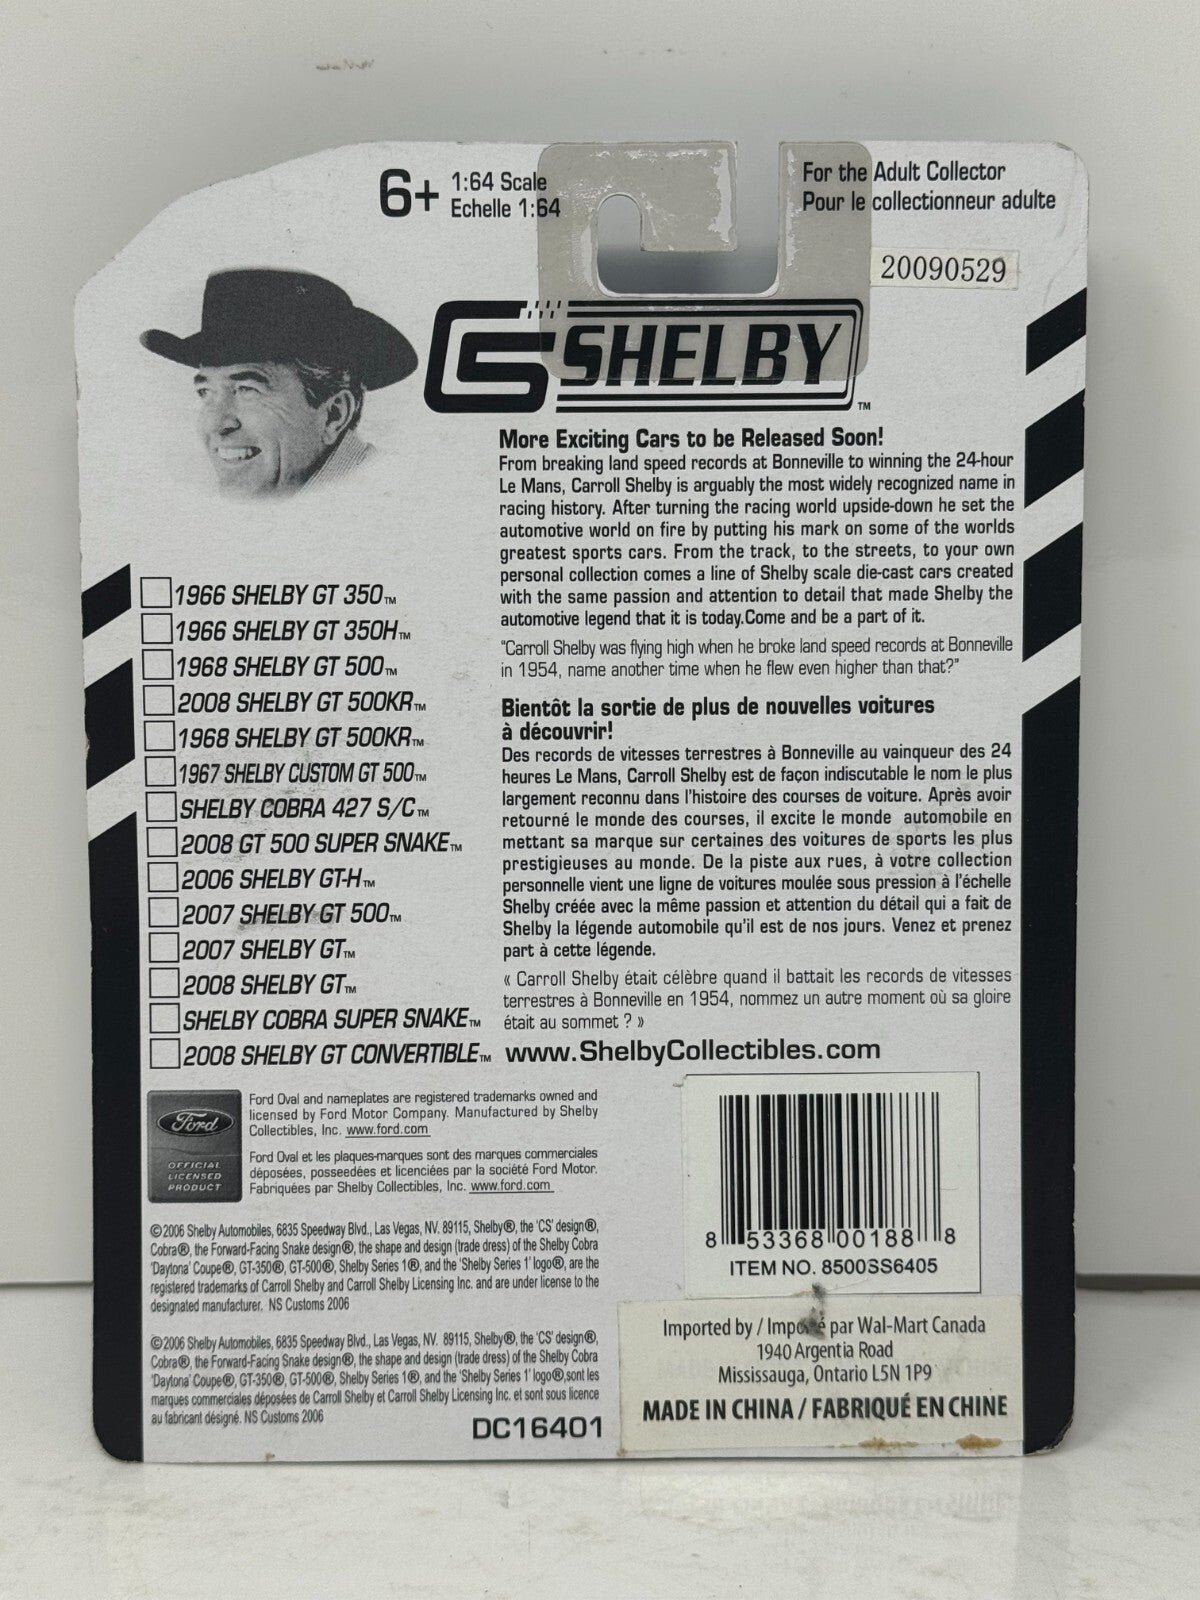 6+
1:64 Scale
Echelle 1:64
For the Adult Collector
Pour le collectionneur adulte
20090529
SHELBY™
More Exciting Cars to be Released Soon!
From breaking land speed records at Bonneville to winning the 24-hour
Le Mans, Carroll Shelby is arguably the most widely recognized name in
racing history. After turning the racing world upside-down he set the
automotive world on fire by putting his mark on some of the worlds
greatest sports cars. From the track, to the streets, to your own
personal collection comes a line of Shelby scale die-cast cars created
with the same passion and attention to detail that made Shelby the
automotive legend that it is today.Come and be a part of it.
"Carroll Shelby was flying high when he broke land speed records at Bonneville
in 1954, name another time when he flew even higher than that?"
Bientôt la sortie de plus de nouvelles voitures
à découvrir!
Des records de vitesses terrestres à Bonneville au vainqueur des 24
heures Le Mans, Carroll Shelby est de façon indiscutable le nom le plus
largement reconnu dans l'histoire des courses de voiture. Après avoir
retourné le monde des courses, il excite le monde automobile en
mettant sa marque sur certaines des voitures de sports les plus
prestigieuses au monde. De la piste aux rues, à votre collection
personnelle vient une ligne de voitures moulée sous pression à l'échelle
Shelby créée avec la même passion et attention du détail qui a fait de
Shelby la légende automobile qu'il est de nos jours. Venez et prenez
part à cette légende.
« Carroll Shelby était célèbre quand il battait les records de vitesses
terrestres à Bonneville en 1954, nommez un autre moment où sa gloire
était au sommet ? »
www.ShelbyCollectibles.com
1966 SHELBY GT 350™
1966 SHELBY GT 350H™
1968 SHELBY GT 500™
2008 SHELBY GT 500KR™
1968 SHELBY GT 500KR™
1967 SHELBY CUSTOM GT 500™
SHELBY COBRA 427 S/C™
2008 GT 500 SUPER SNAKE™
2006 SHELBY GT-H™
2007 SHELBY GT 500™
2007 SHELBY GT™
2008 SHELBY GT™
SHELBY COBRA SUPER SNAKE™
2008 SHELBY GT CONVERTIBLE™
Ford
OFFICIAL
LICENSED
PRODUCT
Ford Oval and nameplates are registered trademarks owned and
licensed by Ford Motor Company. Manufactured by Shelby
Collectibles, Inc. www.ford.com
Ford Oval et les plaques-marques sont des marques commerciales
déposées, possedées et licenciées par la société Ford Motor.
Fabriquées par Shelby Collectibles, Inc. www.ford.com
©2006 Shelby Automobiles, 6835 Speedway Blvd., Las Vegas, NV. 89115, Shelby®, the 'CS' design®,
Cobra®, the Forward-Facing Snake design®, the shape and design (trade dress) of the Shelby Cobra
'Daytona' Coupe®, GT-350®, GT-500®, Shelby Series 1® , and the 'Shelby Series 1' logo®, are the
registered trademarks of Carroll Shelby and Carroll Shelby Licensing Inc. and are under license to the
designated manufacturer. NS Customs 2006
©2006 Shelby Automobiles, 6835 Speedway Blvd., Las Vegas, NV. 89115, Shelby®, the 'CS' design®,
Cobra®, the Forward-Facing Snake design®, the shape and design (trade dress) of the Shelby Cobra
'Daytona' Coupe®, GT-350®, GT-500®, Shelby Series 1®, and the 'Shelby Series 1' logo®,sont les
marques commerciales déposées de Carroll Shelby et Carroll Shelby Licensing Inc. et sont sous licence
au fabricant désigné. NS Customs 2006
DC16401
8 53368 00188 8
ITEM NO. 8500SS6405
Imported by / Importé par Wal-Mart Canada
1940 Argentia Road
Mississauga, Ontario L5N 1P9
MADE IN CHINA / FABRIQUÉ EN CHINE